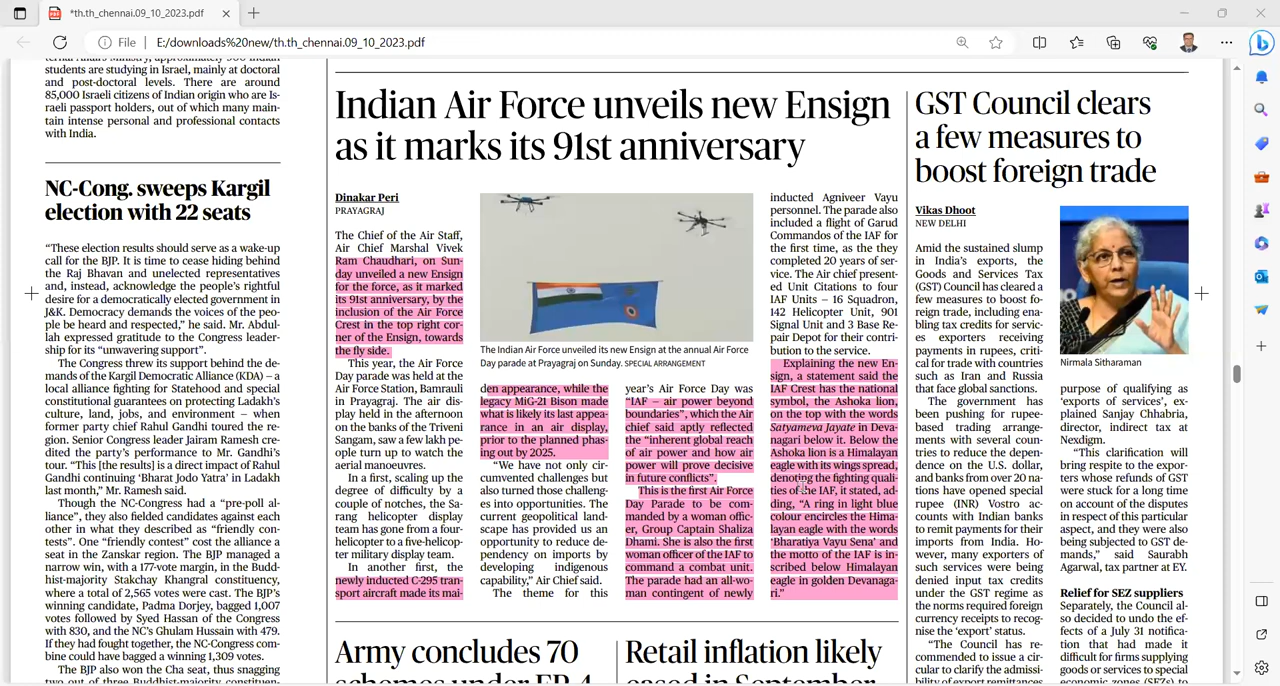 *th.th_chennai.09_10_2023.pdf
File
E:/downloads%20new/th.th_chennai.09_10_2023.pdf
students are studying in Israel, mainly at doctoral
and post-doctoral levels. There are around
85,000 Israeli citizens of Indian origin who are Is-
raeli passport holders, out of which many main-
tain intense personal and professional contacts
with India.
NC-Cong. sweeps Kargil
election with 22 seats
“These election results should serve as a wake-up
call for the BJP. It is time to cease hiding behind
the Raj Bhavan and unelected representatives
and, instead, acknowledge the people’s rightful
desire for a democratically elected government in
J&K. Democracy demands the voices of the peo-
ple be heard and respected,” he said. Mr. Abdul-
lah expressed gratitude to the Congress leader-
ship for its “unwavering support”.
The Congress threw its support behind the de-
mands of the Kargil Democratic Alliance (KDA) – a
local alliance fighting for Statehood and special
constitutional guarantees on protecting Ladakh’s
culture, land, jobs, and environment – when
former party chief Rahul Gandhi toured the re-
gion. Senior Congress leader Jairam Ramesh cre-
dited the party’s performance to Mr. Gandhi’s
tour. “This [the results] is a direct impact of Rahul
Gandhi continuing ‘Bharat Jodo Yatra’ in Ladakh
last month,” Mr. Ramesh said.
Though the NC-Congress had a “pre-poll al-
liance”, they also fielded candidates against each
other in what they described as “friendly con-
tests”. One “friendly contest” cost the alliance a
seat in the Zanskar region. The BJP managed a
narrow win, with a 177-vote margin, in the Budd-
hist-majority Stakchay Khangral constituency,
where a total of 2,565 votes were cast. The BJP’s
winning candidate, Padma Dorjey, bagged 1,007
votes followed by Syed Hassan of the Congress
with 830, and the NC’s Ghulam Hussain with 479.
If they had fought together, the NC-Congress com-
bine could have bagged a winning 1,309 votes.
The BJP also won the Cha seat, thus snagging
two out of three Buddhist-majority constituen-
Indian Air Force unveils new Ensign
as it marks its 91st anniversary
Dinakar Peri
PRAYAGRAJ
The Chief of the Air Staff,
Air Chief Marshal Vivek
Ram Chaudhari, on Sun-
day unveiled a new Ensign
for the force, as it marked
its 91st anniversary, by the
inclusion of the Air Force
Crest in the top right cor-
ner of the Ensign, towards
the fly side.
This year, the Air Force
Day parade was held at the
Air Force Station, Bamrauli
in Prayagraj. The air dis-
play held in the afternoon
on the banks of the Triveni
Sangam, saw a few lakh pe-
ople turn up to watch the
aerial manoeuvres.
In a first, scaling up the
degree of difficulty by a
couple of notches, the Sa-
rang helicopter display
team has gone from a four-
helicopter to a five-helicop-
ter military display team.
In another first, the
newly inducted C-295 tran-
sport aircraft made its mai-
The Indian Air Force unveiled its new Ensign at the annual Air Force
Day parade at Prayagraj on Sunday. SPECIAL ARRANGEMENT
den appearance, while the
legacy MiG-21 Bison made
what is likely its last appea-
rance in an air display,
prior to the planned phas-
ing out by 2025.
“We have not only cir-
cumvented challenges but
also turned those challeng-
es into opportunities. The
current geopolitical land-
scape has provided us an
opportunity to reduce de-
pendency on imports by
developing indigenous
capability,” Air Chief said.
The theme for this
year’s Air Force Day was
“IAF – air power beyond
boundaries”, which the Air
chief said aptly reflected
the “inherent global reach
of air power and how air
power will prove decisive
in future conflicts”.
This is the first Air Force
Day Parade to be com-
manded by a woman offic-
er, Group Captain Shaliza
Dhami. She is also the first
woman officer of the IAF to
command a combat unit.
The parade had an all-wo-
man contingent of newly
inducted Agniveer Vayu
personnel. The parade also
included a flight of Garud
Commandos of the IAF for
the first time, as the they
completed 20 years of ser-
vice. The Air chief present-
ed Unit Citations to four
IAF Units – 16 Squadron,
142 Helicopter Unit, 901
Signal Unit and 3 Base Re-
pair Depot for their contri-
bution to the service.
Explaining the new En-
sign, a statement said the
IAF Crest has the national
symbol, the Ashoka lion,
on the top with the words
Satyameva Jayate in Deva-
nagari below it. Below the
Ashoka lion is a Himalayan
eagle with its wings spread,
denoting the fighting quali-
ties of the IAF, it stated, ad-
ding, “A ring in light blue
colour encircles the Hima-
layan eagle with the words
‘Bharatiya Vayu Sena’ and
the motto of the IAF is in-
scribed below Himalayan
eagle in golden Devanaga-
ri.”
GST Council clears
a few measures to
boost foreign trade
Vikas Dhoot
NEW DELHI
Amid the sustained slump
in India’s exports, the
Goods and Services Tax
(GST) Council has cleared a
few measures to boost fo-
reign trade, including ena-
bling tax credits for servic-
es exporters receiving
payments in rupees, criti-
cal for trade with countries
such as Iran and Russia
that face global sanctions.
The government has
been pushing for rupee-
based trading arrange-
ments with several coun-
tries to reduce the depen-
dence on the U.S. dollar,
and banks from over 20 na-
tions have opened special
rupee (INR) Vostro ac-
counts with Indian banks
to remit payments for their
imports from India. Ho-
wever, many exporters of
such services were being
denied input tax credits
under the GST regime as
the norms required foreign
currency receipts to recog-
nise the ‘export’ status.
“The Council has re-
commended to issue a cir-
cular to clarify the admissi-
bility of export remittances
Nirmala Sitharaman
purpose of qualifying as
‘exports of services’, ex-
plained Sanjay Chhabria,
director, indirect tax at
Nexdigm.
“This clarification will
bring respite to the expor-
ters whose refunds of GST
were stuck for a long time
on account of the disputes
in respect of this particular
aspect, and they were also
being subjected to GST de-
mands,” said Saurabh
Agarwal, tax partner at EY.
Relief for SEZ suppliers
Separately, the Council al-
so decided to undo the ef-
fects of a July 31 notifica-
tion that had made it
difficult for firms supplying
goods or services to special
economic zones (SEZs) to
Army concludes 70
schemes under EP-4
Retail inflation likely
eased in September